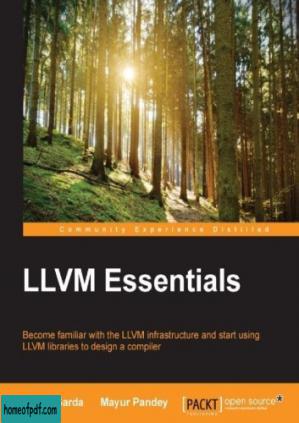 Community Experience Distilled
LLVM Essentials
Become familiar with the LLVM infrastructure and start using
LLVM libraries to design a compiler
Mayur Pandey
PACKT
PUBLISHING
open source*
homeofpdf.com